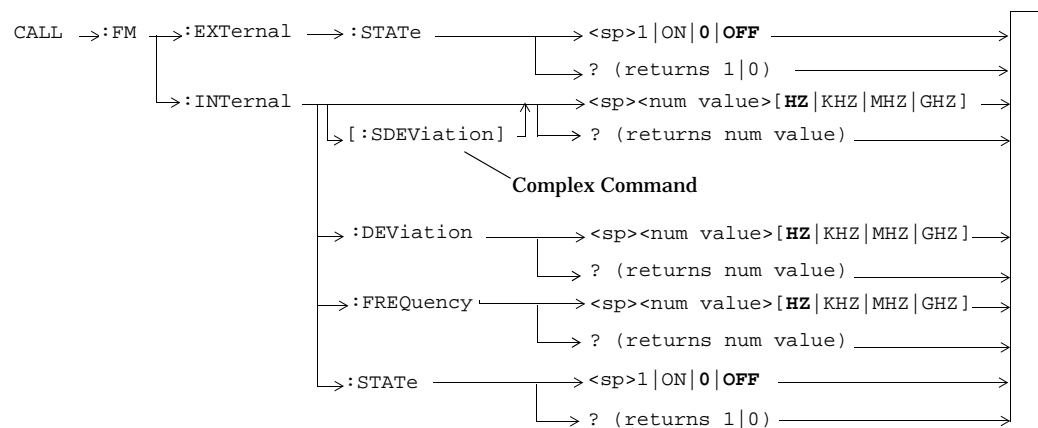 CALL :FM :EXTernal :STATe <sp>1|ON|0|OFF
? (returns 1|0)
:INTernal <sp><num value>[HZ|KHZ|MHZ|GHZ]
[:SDEViation] ? (returns num value)
Complex Command
:DEViation <sp><num value>[HZ|KHZ|MHZ|GHZ]
? (returns num value)
:FREQuency <sp><num value>[HZ|KHZ|MHZ|GHZ]
? (returns num value)
:STATe <sp>1|ON|0|OFF
? (returns 1|0)